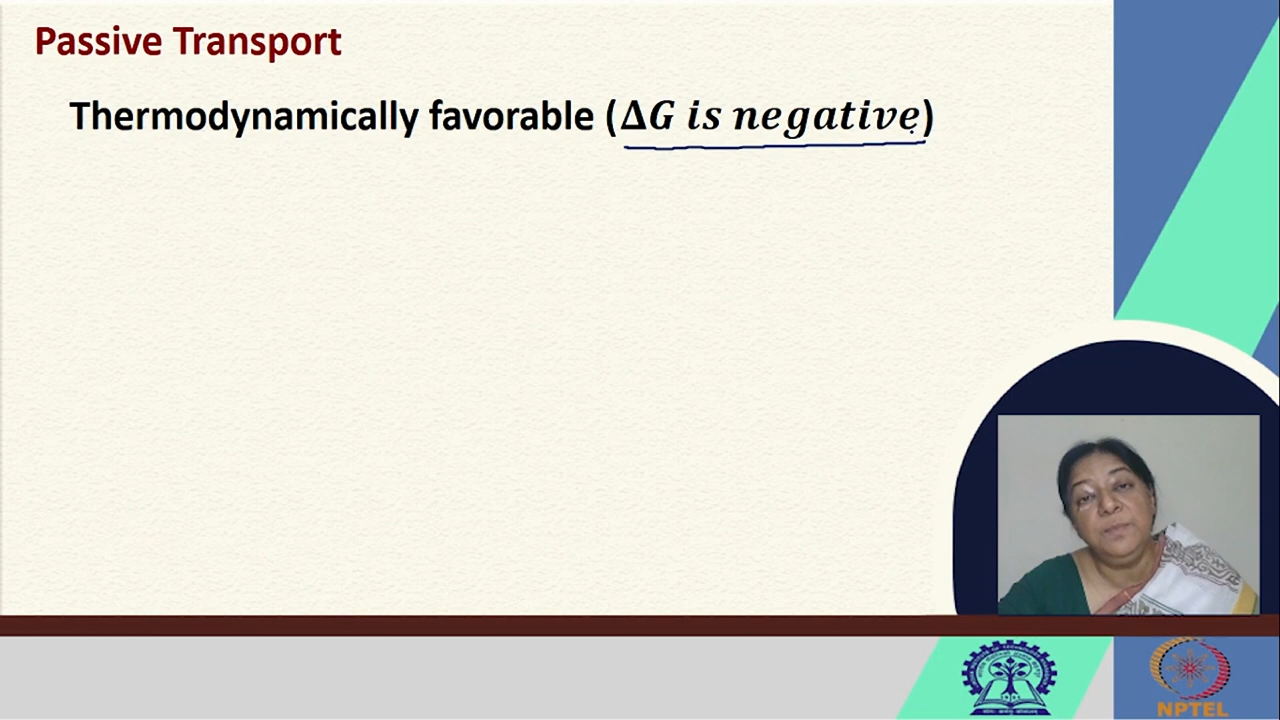 Passive Transport
Thermodynamically favorable (Δ𝑮 𝒊𝒔 𝒏𝒆𝒈𝒂𝒕𝒊𝒗𝒆)
NPTEL